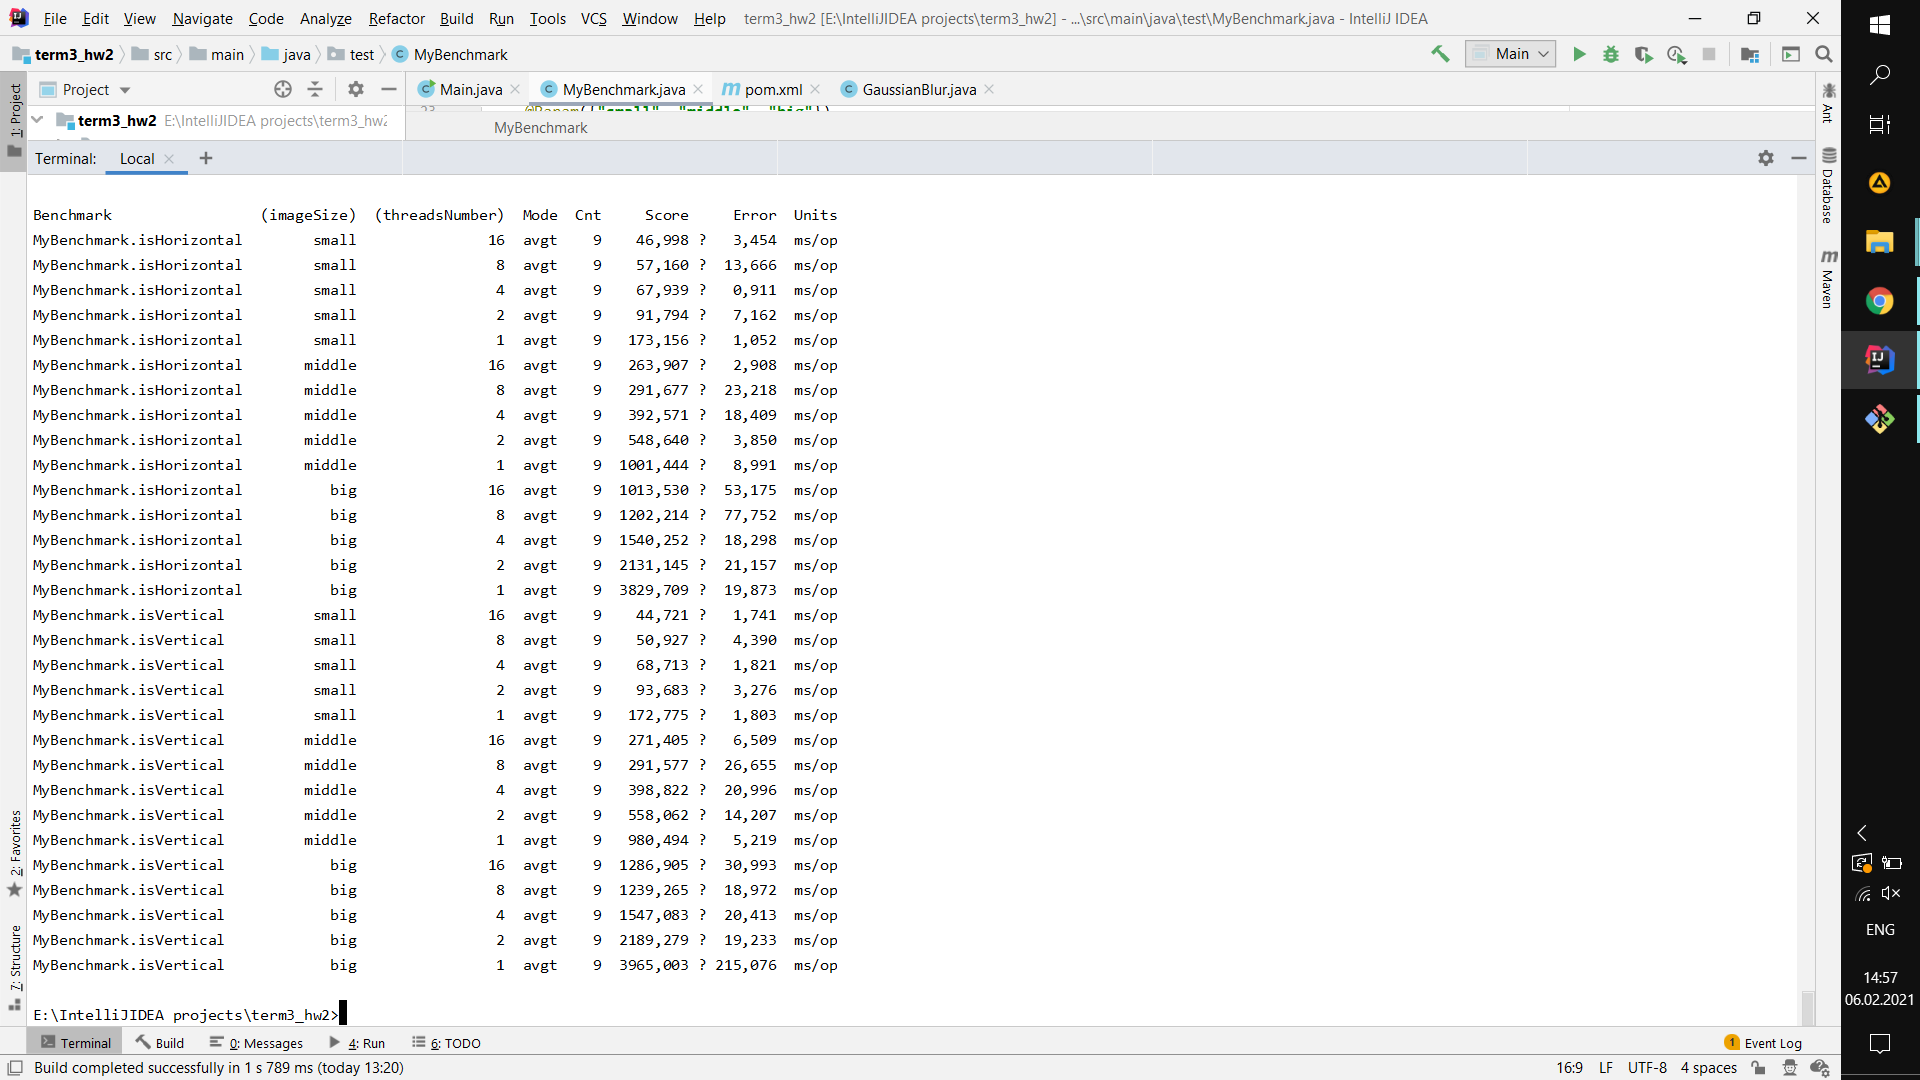 File Edit View Navigate Code Analyze Refactor Build Run Tools VCS Window Help term3_hw2 [E:\IntelliJIDEA projects\term3_hw2] - ...\src\main\java\test\MyBenchmark.java - IntelliJ IDEA
term3_hw2 src main java test MyBenchmark Main
Project Main.java MyBenchmark.java pom.xml GaussianBlur.java
1: Project
term3_hw2 E:\IntelliJIDEA projects\term3_hw2
23 @Param({"small", "middle", "big"})
MyBenchmark
Ant
Database
Maven
Terminal: Local
Benchmark (imageSize) (threadsNumber) Mode Cnt Score Error Units
MyBenchmark.isHorizontal small 16 avgt 9 46,998 ? 3,454 ms/op
MyBenchmark.isHorizontal small 8 avgt 9 57,160 ? 13,666 ms/op
MyBenchmark.isHorizontal small 4 avgt 9 67,939 ? 0,911 ms/op
MyBenchmark.isHorizontal small 2 avgt 9 91,794 ? 7,162 ms/op
MyBenchmark.isHorizontal small 1 avgt 9 173,156 ? 1,052 ms/op
MyBenchmark.isHorizontal middle 16 avgt 9 263,907 ? 2,908 ms/op
MyBenchmark.isHorizontal middle 8 avgt 9 291,677 ? 23,218 ms/op
MyBenchmark.isHorizontal middle 4 avgt 9 392,571 ? 18,409 ms/op
MyBenchmark.isHorizontal middle 2 avgt 9 548,640 ? 3,850 ms/op
MyBenchmark.isHorizontal middle 1 avgt 9 1001,444 ? 8,991 ms/op
MyBenchmark.isHorizontal big 16 avgt 9 1013,530 ? 53,175 ms/op
MyBenchmark.isHorizontal big 8 avgt 9 1202,214 ? 77,752 ms/op
MyBenchmark.isHorizontal big 4 avgt 9 1540,252 ? 18,298 ms/op
MyBenchmark.isHorizontal big 2 avgt 9 2131,145 ? 21,157 ms/op
MyBenchmark.isHorizontal big 1 avgt 9 3829,709 ? 19,873 ms/op
MyBenchmark.isVertical small 16 avgt 9 44,721 ? 1,741 ms/op
MyBenchmark.isVertical small 8 avgt 9 50,927 ? 4,390 ms/op
MyBenchmark.isVertical small 4 avgt 9 68,713 ? 1,821 ms/op
MyBenchmark.isVertical small 2 avgt 9 93,683 ? 3,276 ms/op
MyBenchmark.isVertical small 1 avgt 9 172,775 ? 1,803 ms/op
MyBenchmark.isVertical middle 16 avgt 9 271,405 ? 6,509 ms/op
MyBenchmark.isVertical middle 8 avgt 9 291,577 ? 26,655 ms/op
MyBenchmark.isVertical middle 4 avgt 9 398,822 ? 20,996 ms/op
MyBenchmark.isVertical middle 2 avgt 9 558,062 ? 14,207 ms/op
MyBenchmark.isVertical middle 1 avgt 9 980,494 ? 5,219 ms/op
MyBenchmark.isVertical big 16 avgt 9 1286,905 ? 30,993 ms/op
MyBenchmark.isVertical big 8 avgt 9 1239,265 ? 18,972 ms/op
MyBenchmark.isVertical big 4 avgt 9 1547,083 ? 20,413 ms/op
MyBenchmark.isVertical big 2 avgt 9 2189,279 ? 19,233 ms/op
MyBenchmark.isVertical big 1 avgt 9 3965,003 ? 215,076 ms/op
E:\IntelliJIDEA projects\term3_hw2>
2: Favorites
7: Structure
Terminal Build 0: Messages 4: Run 6: TODO 1 Event Log
Build completed successfully in 1 s 789 ms (today 13:20) 16:9 LF UTF-8 4 spaces
ENG
14:57
06.02.2021